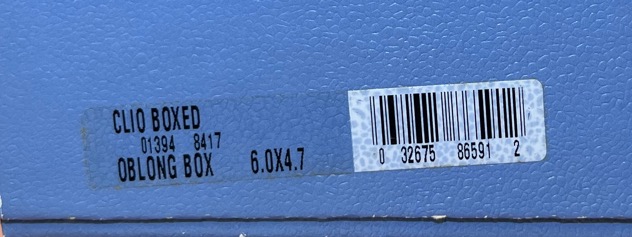 CLIO BOXED
01394 8417
OBLONG BOX 6.0X4.7
0 32675 86591 2